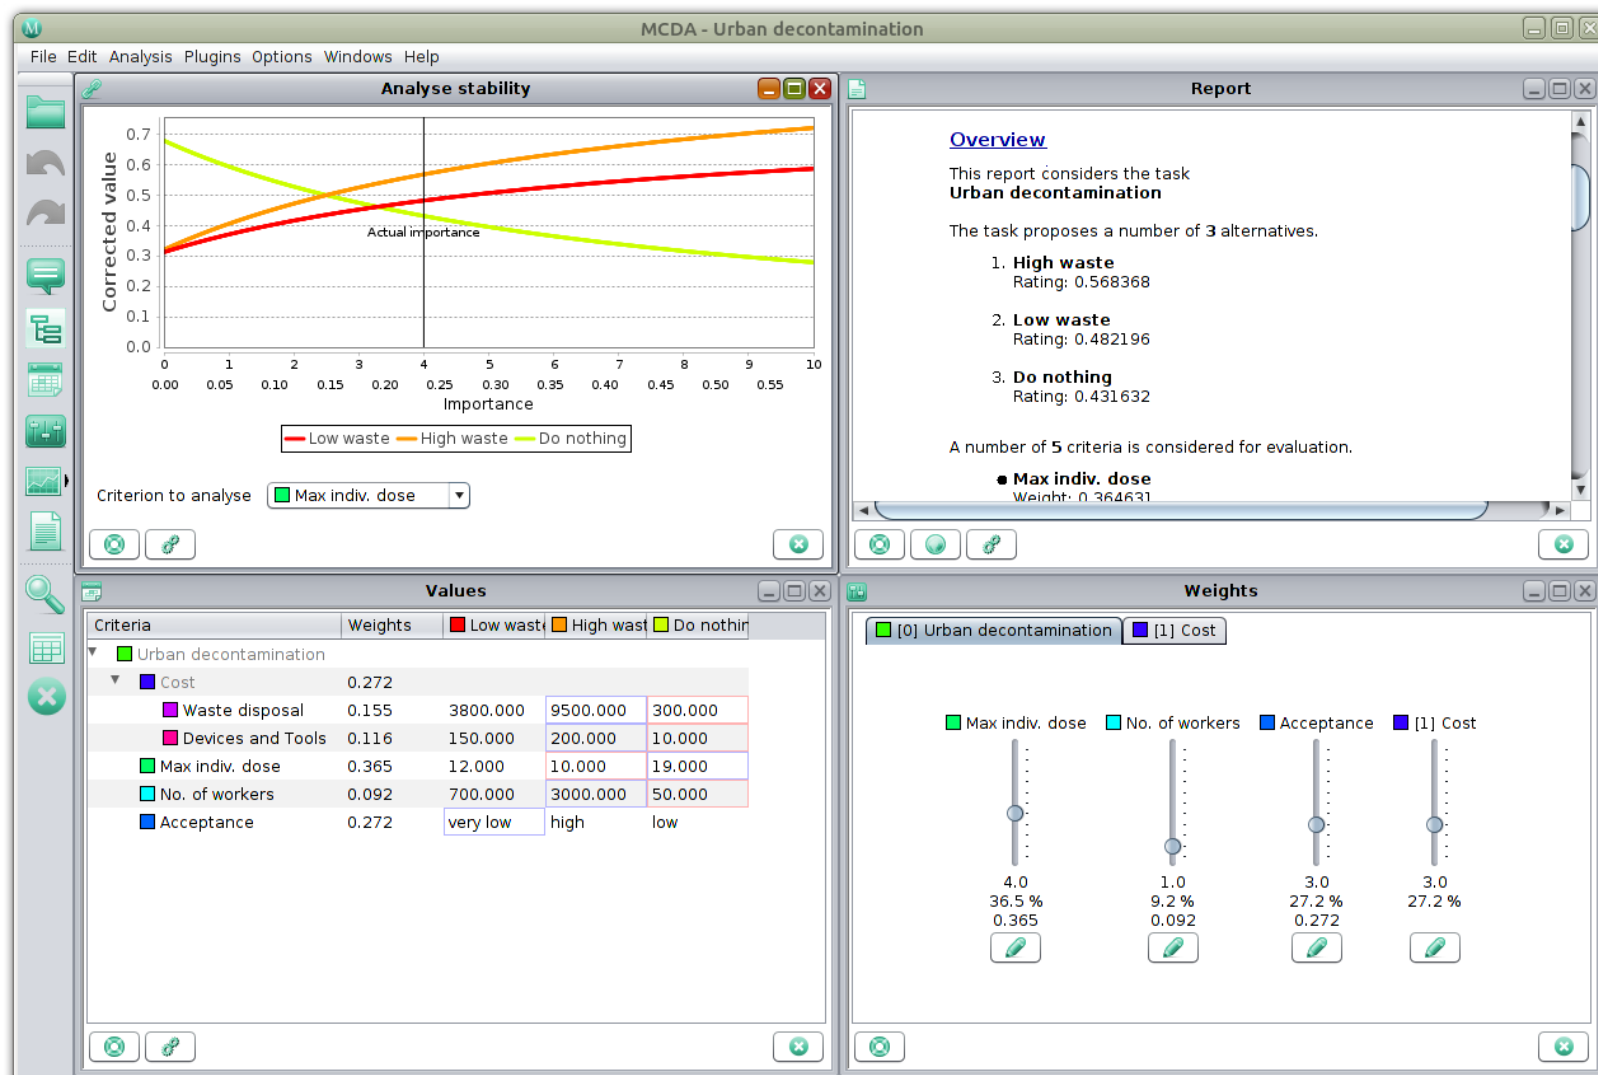 MCDA - Urban decontamination
File Edit Analysis Plugins Options Windows Help
Analyse stability
Corrected value
0.7
0.6
0.5
0.4
0.3
0.2
0.1
0.0
Actual importance
0 1 2 3 4 5 6 7 8 9 10
0.00 0.05 0.10 0.15 0.20 0.25 0.30 0.35 0.40 0.45 0.50 0.55
Importance
Low waste High waste Do nothing
Criterion to analyse Max indiv. dose
Report
Overview
This report considers the task
Urban decontamination
The task proposes a number of 3 alternatives.
1. High waste
Rating: 0.568368
2. Low waste
Rating: 0.482196
3. Do nothing
Rating: 0.431632
A number of 5 criteria is considered for evaluation.
Max indiv. dose
Weight: 0.364631
Values
Criteria Weights Low waste High wast Do nothir
Urban decontamination
Cost 0.272
Waste disposal 0.155 3800.000 9500.000 300.000
Devices and Tools 0.116 150.000 200.000 10.000
Max indiv. dose 0.365 12.000 10.000 19.000
No. of workers 0.092 700.000 3000.000 50.000
Acceptance 0.272 very low high low
Weights
[0] Urban decontamination [1] Cost
Max indiv. dose No. of workers Acceptance [1] Cost
4.0 1.0 3.0 3.0
36.5 % 9.2 % 27.2 % 27.2 %
0.365 0.092 0.272